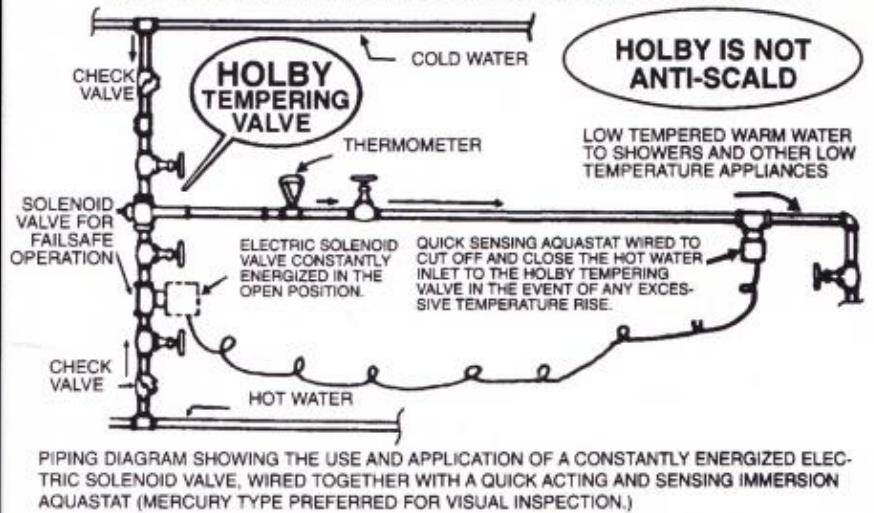 COLD WATER
HOLBY IS NOT
ANTI-SCALD
CHECK
VALVE
HOLBY
TEMPERING
VALVE
THERMOMETER
LOW TEMPERED WARM WATER
TO SHOWERS AND OTHER LOW
TEMPERATURE APPLIANCES
SOLENOID
VALVE FOR
FAILSAFE
OPERATION
ELECTRIC SOLENOID
VALVE CONSTANTLY
ENERGIZED IN THE
OPEN POSITION.
QUICK SENSING AQUASTAT WIRED TO
CUT OFF AND CLOSE THE HOT WATER
INLET TO THE HOLBY TEMPERING
VALVE IN THE EVENT OF ANY EXCES-
SIVE TEMPERATURE RISE.
CHECK
VALVE
HOT WATER
PIPING DIAGRAM SHOWING THE USE AND APPLICATION OF A CONSTANTLY ENERGIZED ELEC-
TRIC SOLENOID VALVE, WIRED TOGETHER WITH A QUICK ACTING AND SENSING IMMERSION
AQUASTAT (MERCURY TYPE PREFERRED FOR VISUAL INSPECTION.)